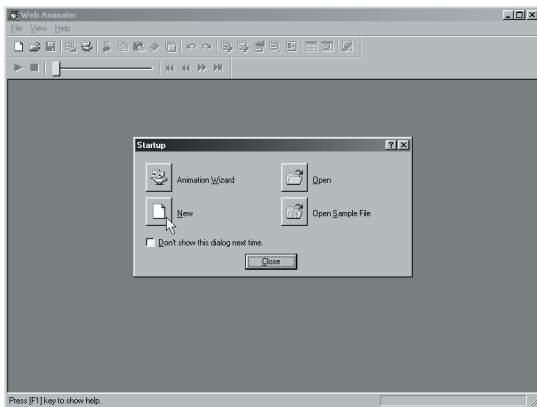 Web Animater
File View Help
Startup
Animation Wizard
Open
New
Open Sample File
Don't show this dialog next time.
Close
Press [F1] key to show help.